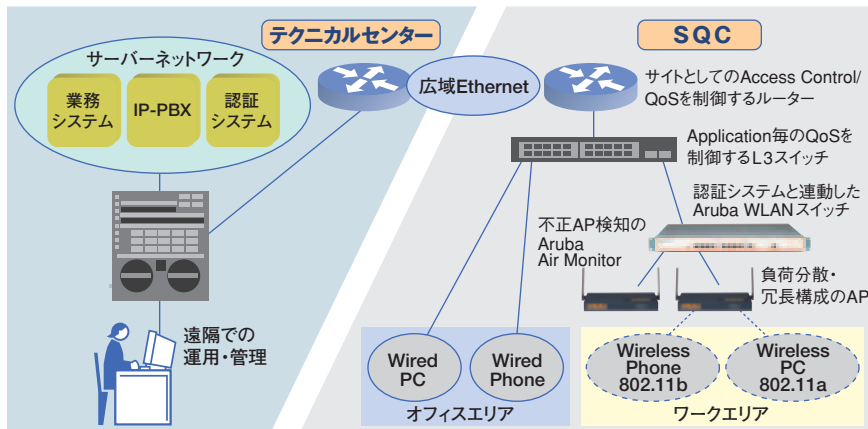 テクニカルセンター
サーバーネットワーク
業務
システム
IP-PBX
認証
システム
遠隔での
運用・管理
広域Ethernet
SQC
サイトとしてのAccess Control/
QoSを制御するルーター
Application毎のQoSを
制御するL3スイッチ
認証システムと連動した
Aruba WLANスイッチ
不正AP検知の
Aruba
Air Monitor
負荷分散・
冗長構成のAP
Wired
PC
Wired
Phone
オフィスエリア
Wireless
Phone
802.11b
Wireless
PC
802.11a
ワークエリア